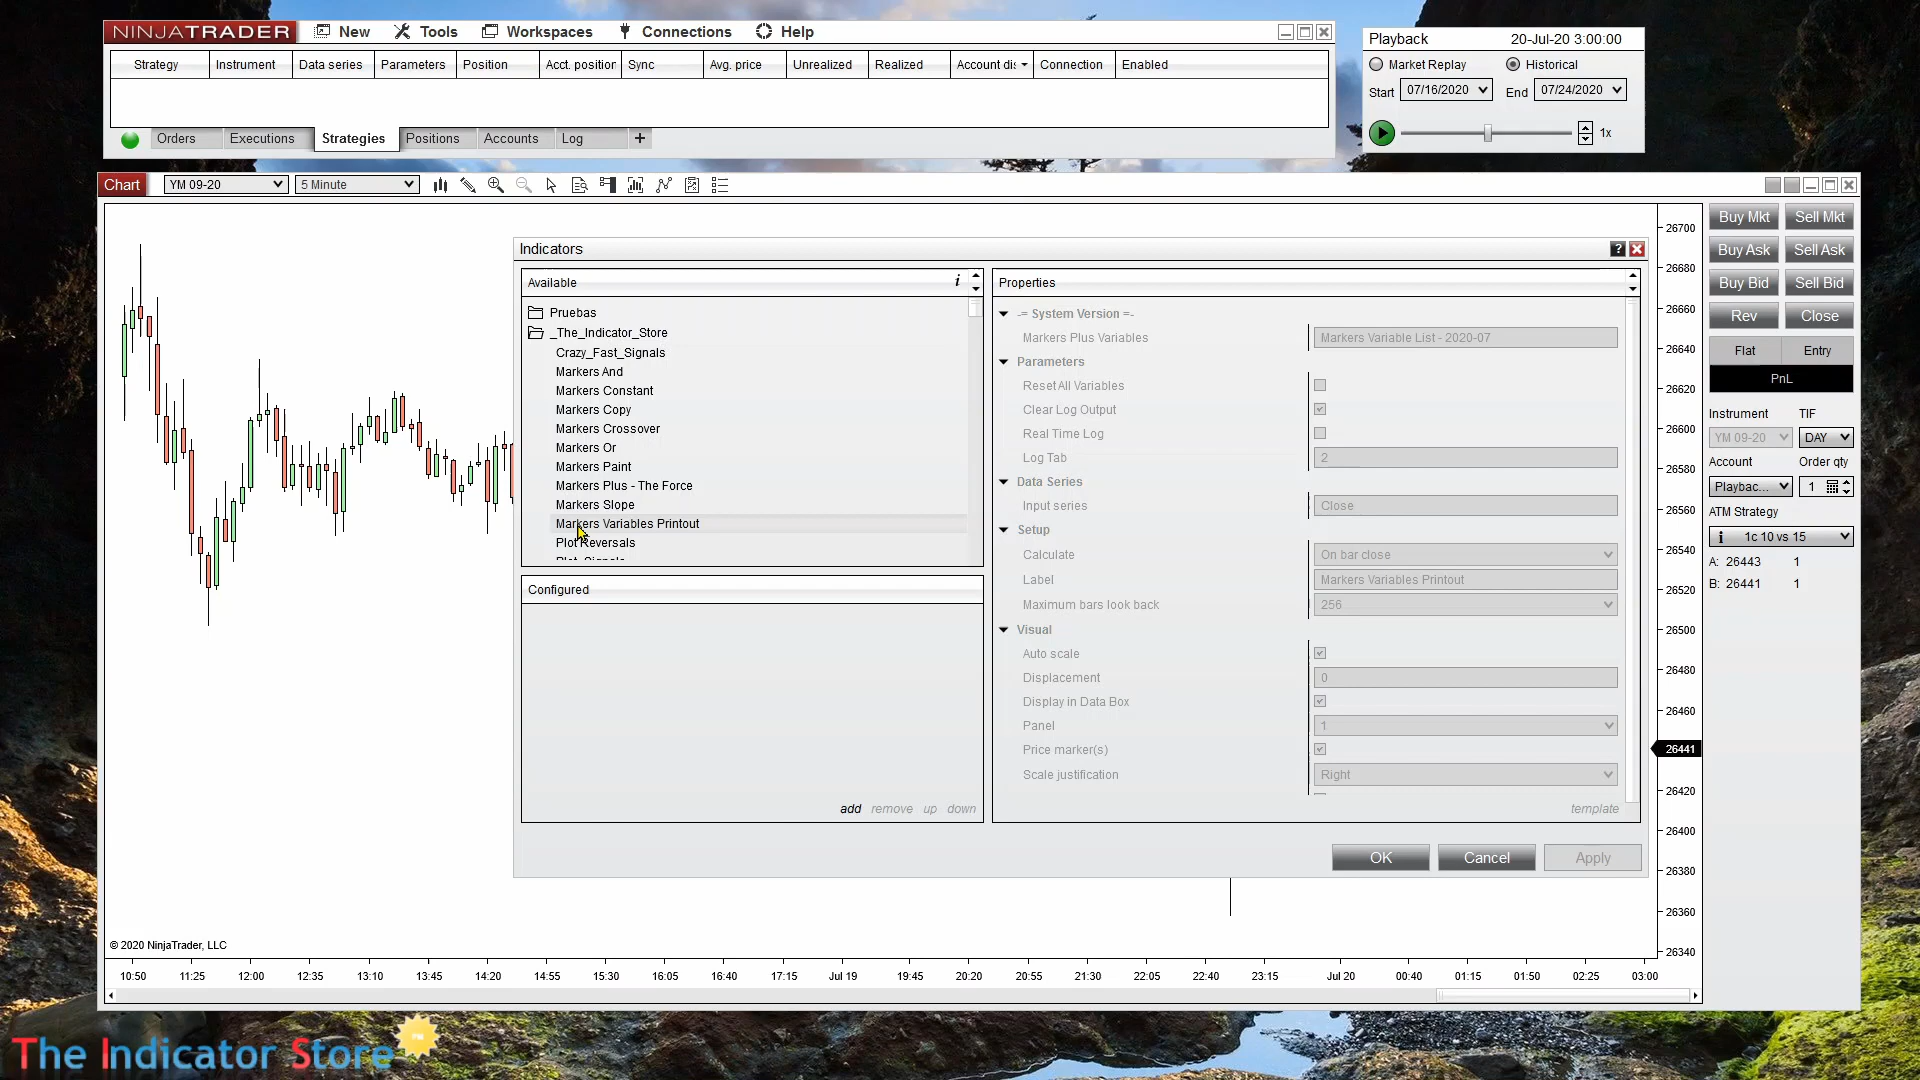 NINJATRADER New Tools Workspaces Connections Help
Strategy Instrument Data series Parameters Position Acct. position Sync Avg. price Unrealized Realized Account dis Connection Enabled
Orders Executions Strategies Positions Accounts Log +
Playback 20-Jul-20 3:00:00
Market Replay Historical
Start 07/16/2020 End 07/24/2020
1x
Chart YM 09-20 5 Minute
Indicators ?
Available i
Pruebas
_The_Indicator_Store
Crazy_Fast_Signals
Markers And
Markers Constant
Markers Copy
Markers Crossover
Markers Or
Markers Paint
Markers Plus - The Force
Markers Slope
Markers Variables Printout
Plot Reversals
Configured
add remove up down
Properties
-= System Version =-
Markers Plus Variables Markers Variable List - 2020-07
Parameters
Reset All Variables
Clear Log Output
Real Time Log
Log Tab 2
Data Series
Input series Close
Setup
Calculate On bar close
Label Markers Variables Printout
Maximum bars look back 256
Visual
Auto scale
Displacement 0
Display in Data Box
Panel 1
Price marker(s)
Scale justification Right
template
OK Cancel Apply
26700
26680
26660
26640
26620
26600
26580
26560
26540
26520
26500
26480
26460
26441
26420
26400
26380
26360
26340
Buy Mkt Sell Mkt
Buy Ask Sell Ask
Buy Bid Sell Bid
Rev Close
Flat Entry
PnL
Instrument TIF
YM 09-20 DAY
Account Order qty
Playbac... 1
ATM Strategy
i 1c 10 vs 15
A: 26443 1
B: 26441 1
© 2020 NinjaTrader, LLC
10:50 11:25 12:00 12:35 13:10 13:45 14:20 14:55 15:30 16:05 16:40 17:15 Jul 19 19:45 20:20 20:55 21:30 22:05 22:40 23:15 Jul 20 00:40 01:15 01:50 02:25 03:00
The Indicator Store